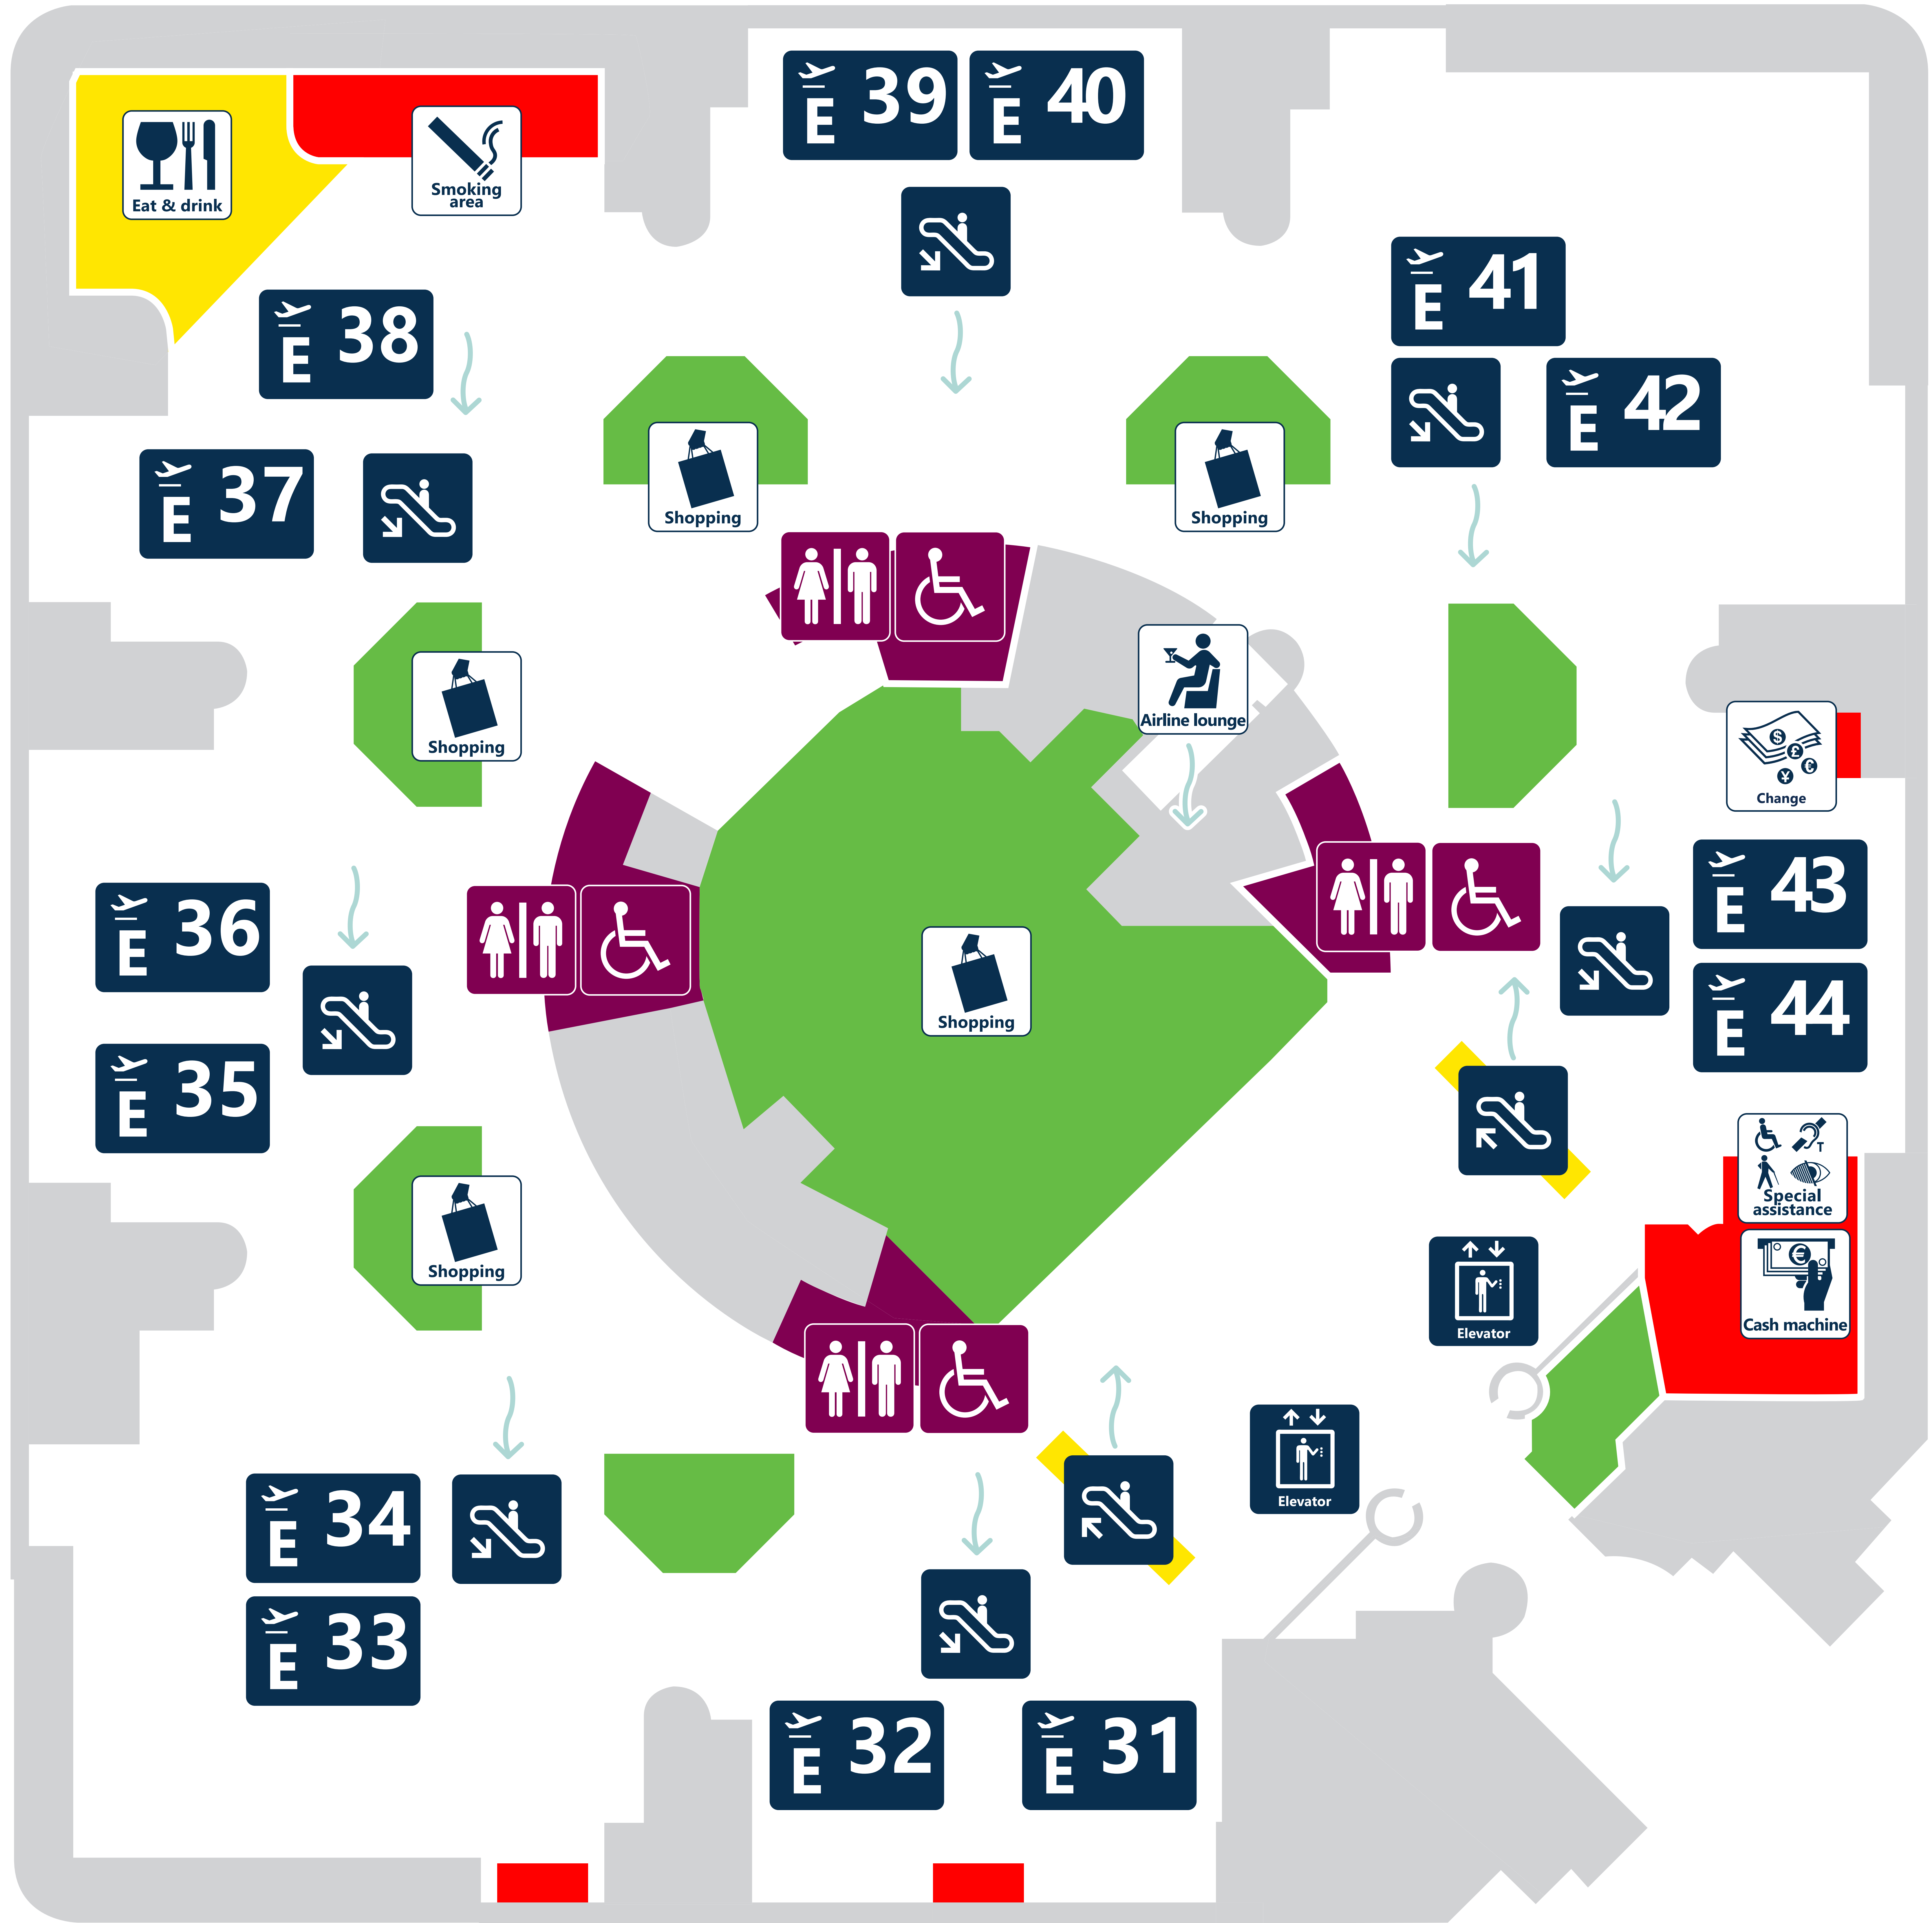 E 39
E 40
Eat & drink
Smoking
area
E 41
E 38
E 42
Shopping
Shopping
E 37
Shopping
Airline lounge
$ £ € ¥
Change
E 36
E 43
Shopping
E 44
E 35
T
Special
assistance
Shopping
€
Cash machine
Elevator
Elevator
E 34
E 33
E 32
E 31